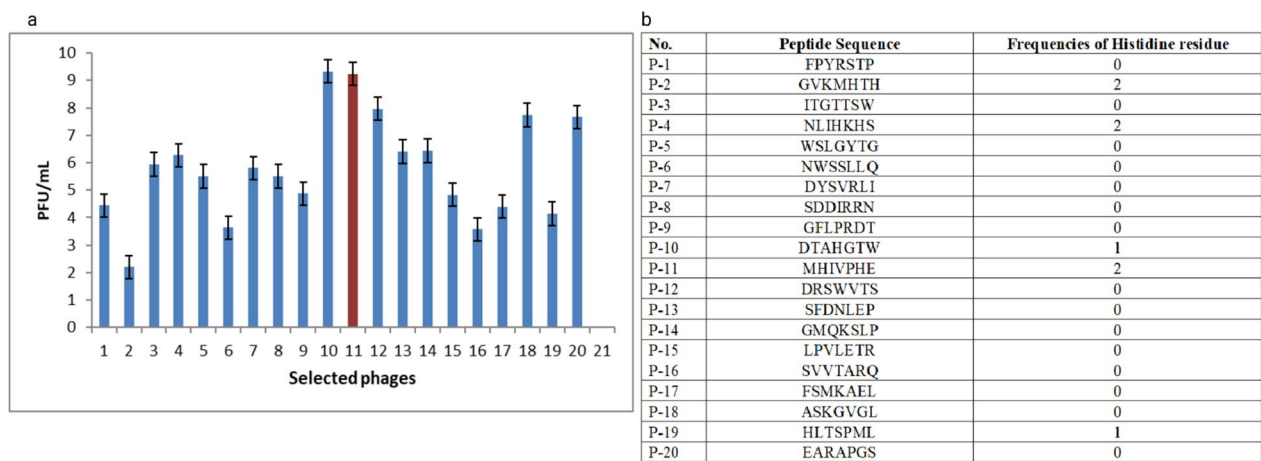 a
PFU/mL
10
9
8
7
6
5
4
3
2
1
0
1 2 3 4 5 6 7 8 9 10 11 12 13 14 15 16 17 18 19 20 21
Selected phages
b
No. Peptide Sequence Frequencies of Histidine residue
P-1 FPYRSTP 0
P-2 GVKMHTH 2
P-3 ITGTTSW 0
P-4 NLIHKHS 2
P-5 WSLGYTG 0
P-6 NWSSLLQ 0
P-7 DYSVRLI 0
P-8 SDDIRRN 0
P-9 GFLPRDT 0
P-10 DTAHGTW 1
P-11 MHIVPHE 2
P-12 DRSWVTS 0
P-13 SFDNLEP 0
P-14 GMQKSLP 0
P-15 LPVLETR 0
P-16 SVVTARQ 0
P-17 FSMKAEL 0
P-18 ASKGVGL 0
P-19 HLTSPML 1
P-20 EARAPGS 0